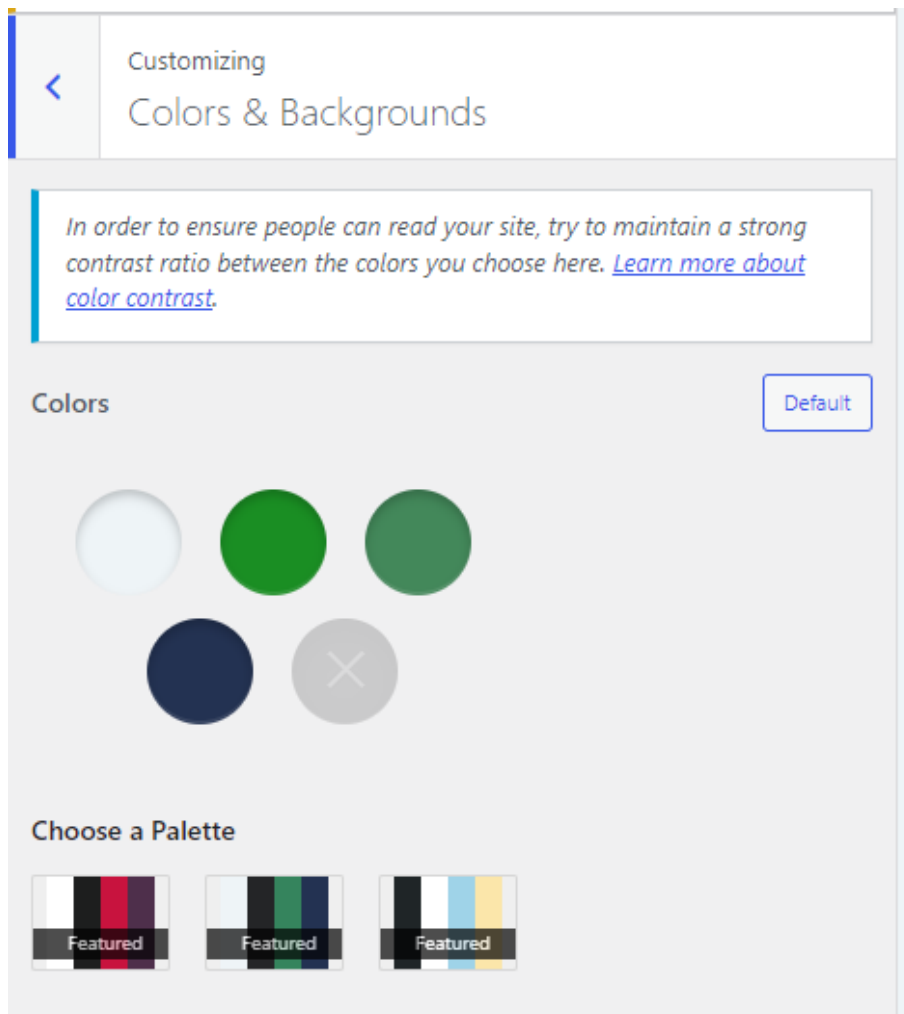 Customizing
Colors & Backgrounds
In order to ensure people can read your site, try to maintain a strong
contrast ratio between the colors you choose here. Learn more about
color contrast.
Colors
Default
Choose a Palette
Featured
Featured
Featured